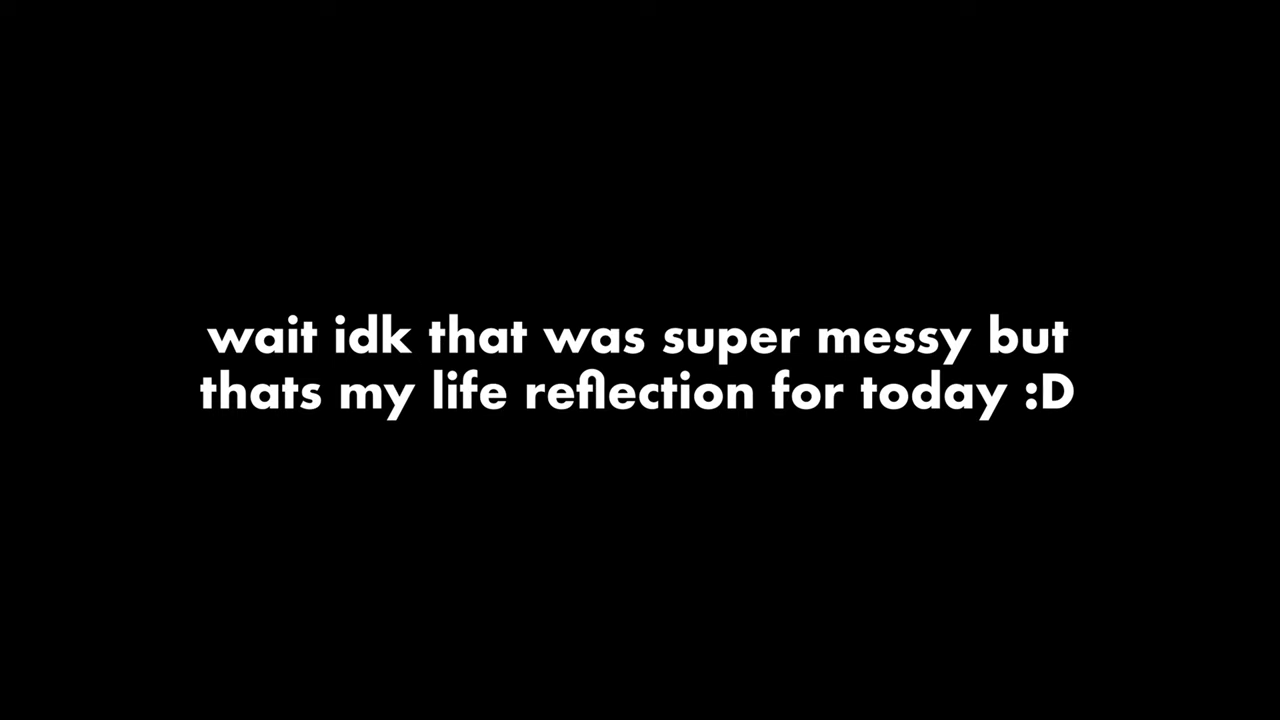 wait idk that was super messy but
thats my life reflection for today :D